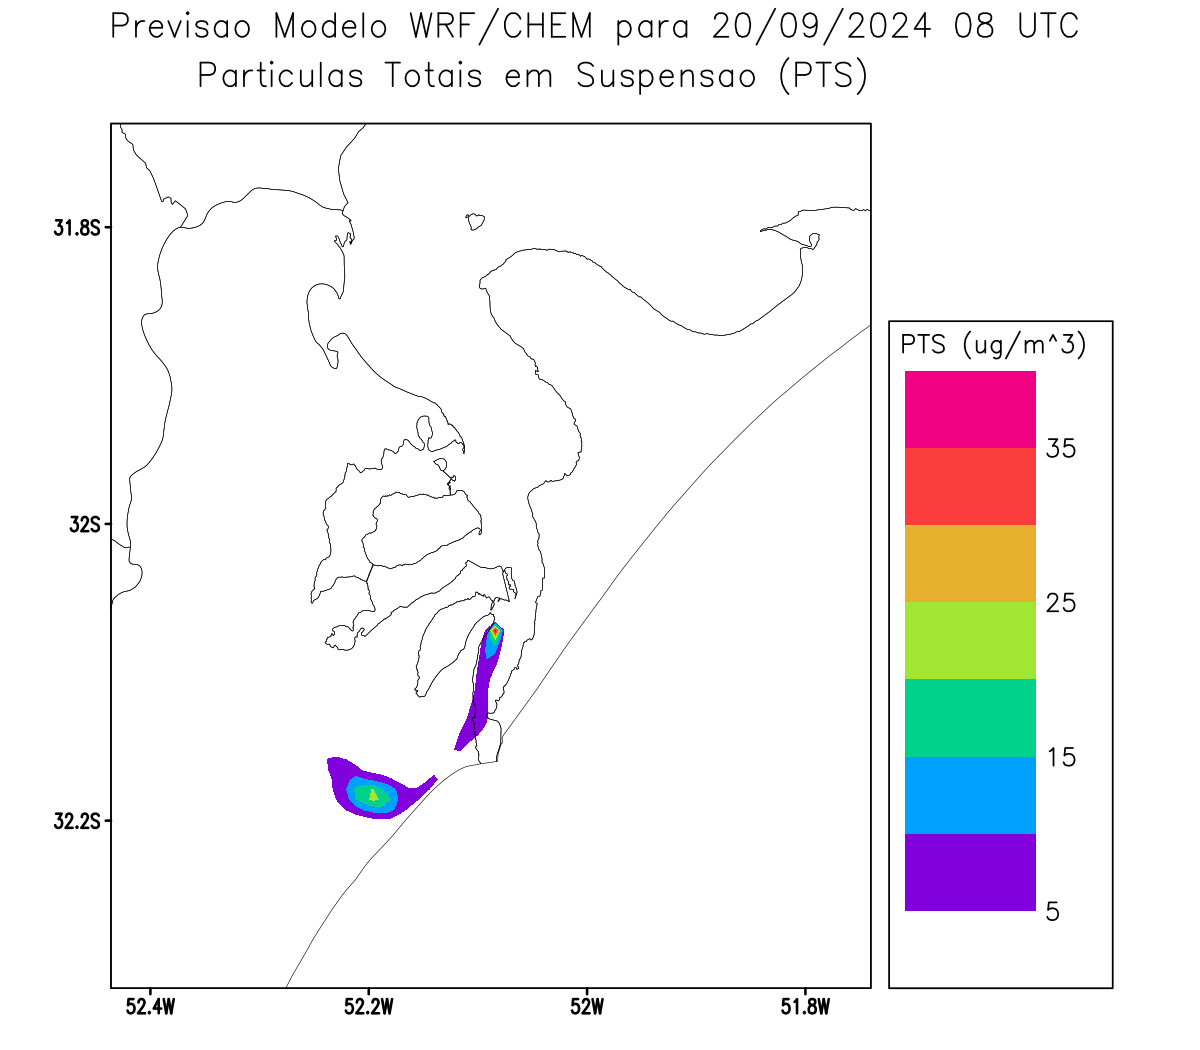 Previsao Modelo WRF/CHEM para 20/09/2024 08 UTC
Particulas Totais em Suspensao (PTS)
31.8S
32S
32.2S
52.4W
52.2W
52W
51.8W
PTS (ug/m^3)
35
25
15
5